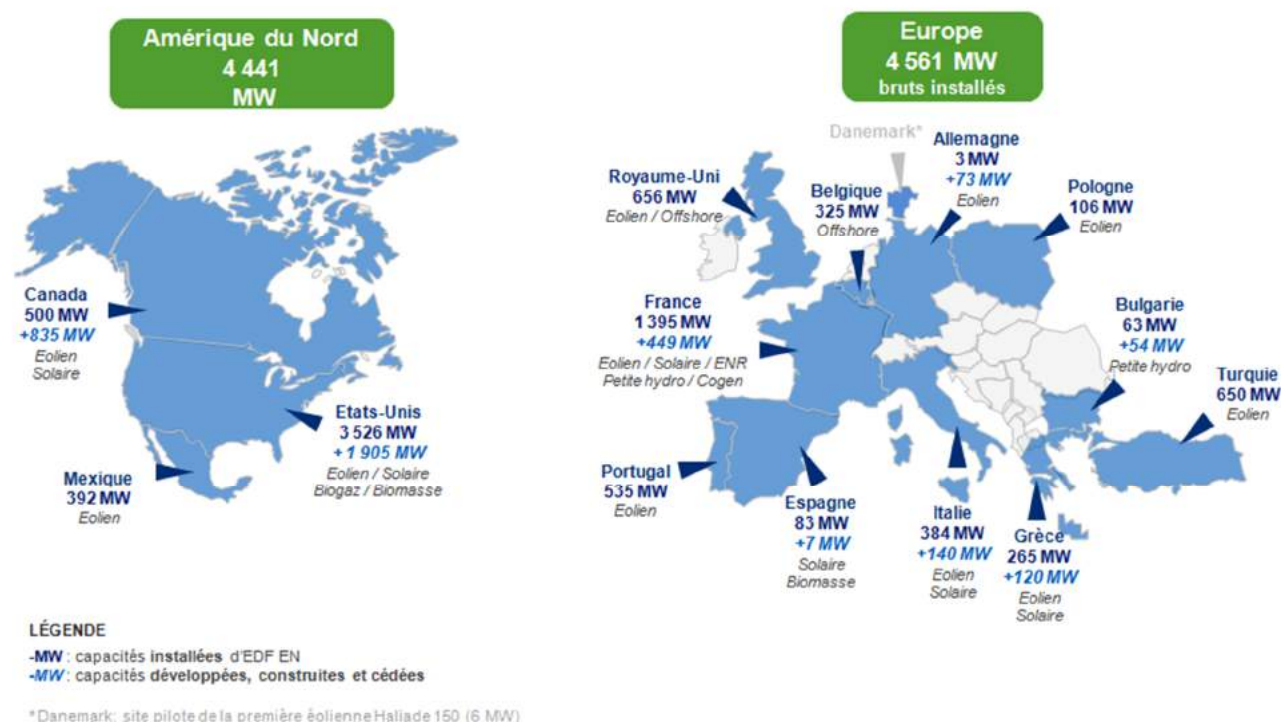 Amérique du Nord
4 441
MW
Europe
4 561 MW
bruts installés
Canada
500 MW
+835 MW
Eolien
Solaire
Etats-Unis
3 526 MW
+1 905 MW
Eolien / Solaire
Biogaz / Biomasse
Mexique
392 MW
Eolien
Danemark*
Royaume-Uni
656 MW
Eolien / Offshore
Belgique
325 MW
Offshore
Allemagne
3 MW
+73 MW
Eolien
Pologne
106 MW
Eolien
France
1 395 MW
+449 MW
Eolien / Solaire / ENR
Petite hydro / Cogen
Bulgarie
63 MW
+54 MW
Petite hydro
Turquie
650 MW
Eolien
Portugal
535 MW
Eolien
Espagne
83 MW
+7 MW
Solaire
Biomasse
Italie
384 MW
+140 MW
Eolien
Solaire
Grèce
265 MW
+120 MW
Eolien
Solaire
LÉGENDE
-MW : capacités installées d'EDF EN
-MW : capacités développées, construites et cédées
*Danemark: site pilote de la première éolienne Haliade 150 (6 MW)